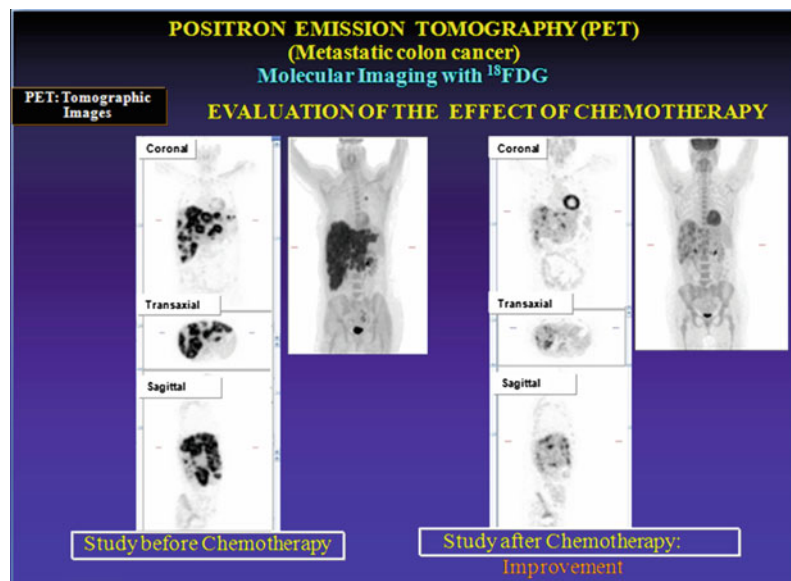 POSITRON EMISSION TOMOGRAPHY (PET)
(Metastatic colon cancer)
Molecular Imaging with ¹⁸FDG
PET: Tomographic
Images
EVALUATION OF THE EFFECT OF CHEMOTHERAPY
Coronal
Transaxial
Sagittal
Study before Chemotherapy
Coronal
Transaxial
Sagittal
Study after Chemotherapy:
Improvement